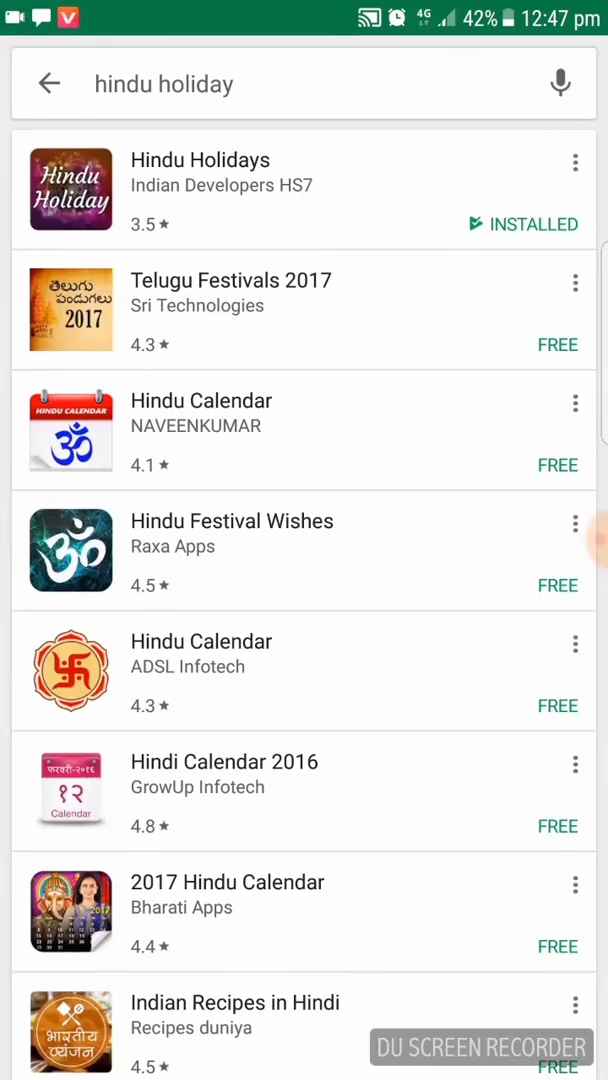 4G 42% 12:47 pm
hindu holiday
Hindu
Holiday
Hindu Holidays
Indian Developers HS7
3.5
INSTALLED
తెలుగు
పండుగలు
2017
Telugu Festivals 2017
Sri Technologies
4.3
FREE
HINDU CALENDAR
ॐ
Hindu Calendar
NAVEENKUMAR
4.1
FREE
ॐ
Hindu Festival Wishes
Raxa Apps
4.5
FREE
Hindu Calendar
ADSL Infotech
4.3
FREE
फरवरी-२०१६
१२
Calendar
Hindi Calendar 2016
GrowUp Infotech
4.8
FREE
2017
2017 Hindu Calendar
Bharati Apps
4.4
FREE
भारतीय
व्यंजन
Indian Recipes in Hindi
Recipes duniya
4.5
FREE
DU SCREEN RECORDER